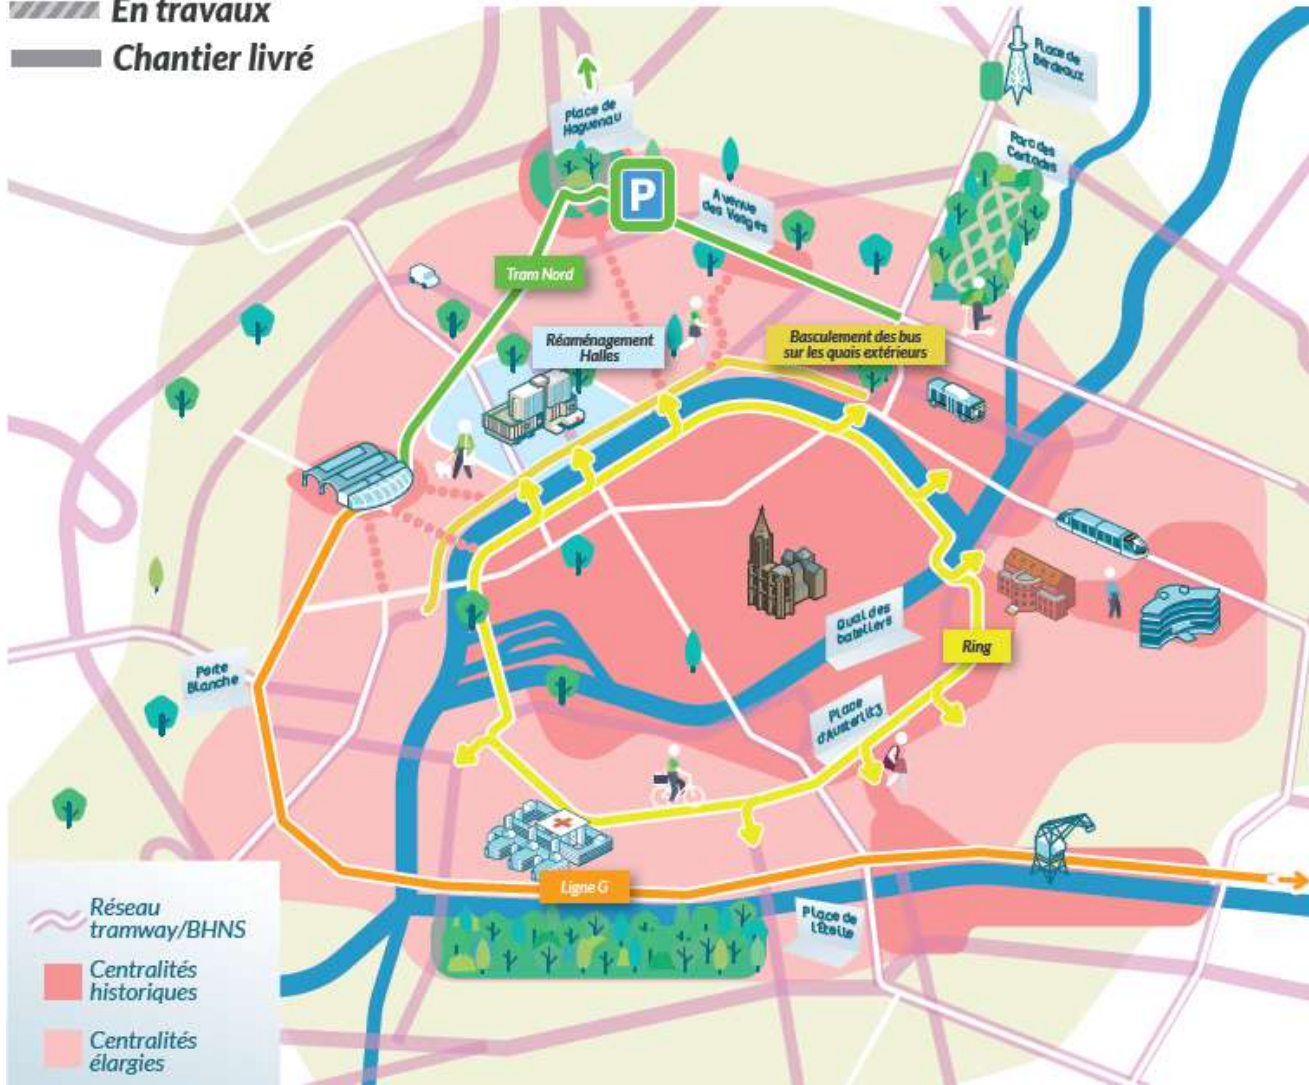 En travaux
Chantier livré
Place de
Bordeaux
Place de
Haguenau
P
Parc des
Contades
Avenue
des Vosges
Tram Nord
Réaménagement
Halles
Basculement des bus
sur les quais extérieurs
Quai des
bateliers
Ring
Porte
Blanche
Place
d'Austerlitz
Ligne G
Place de
l'Étoile
Réseau
tramway/BHNS
Centralités
historiques
Centralités
élargies